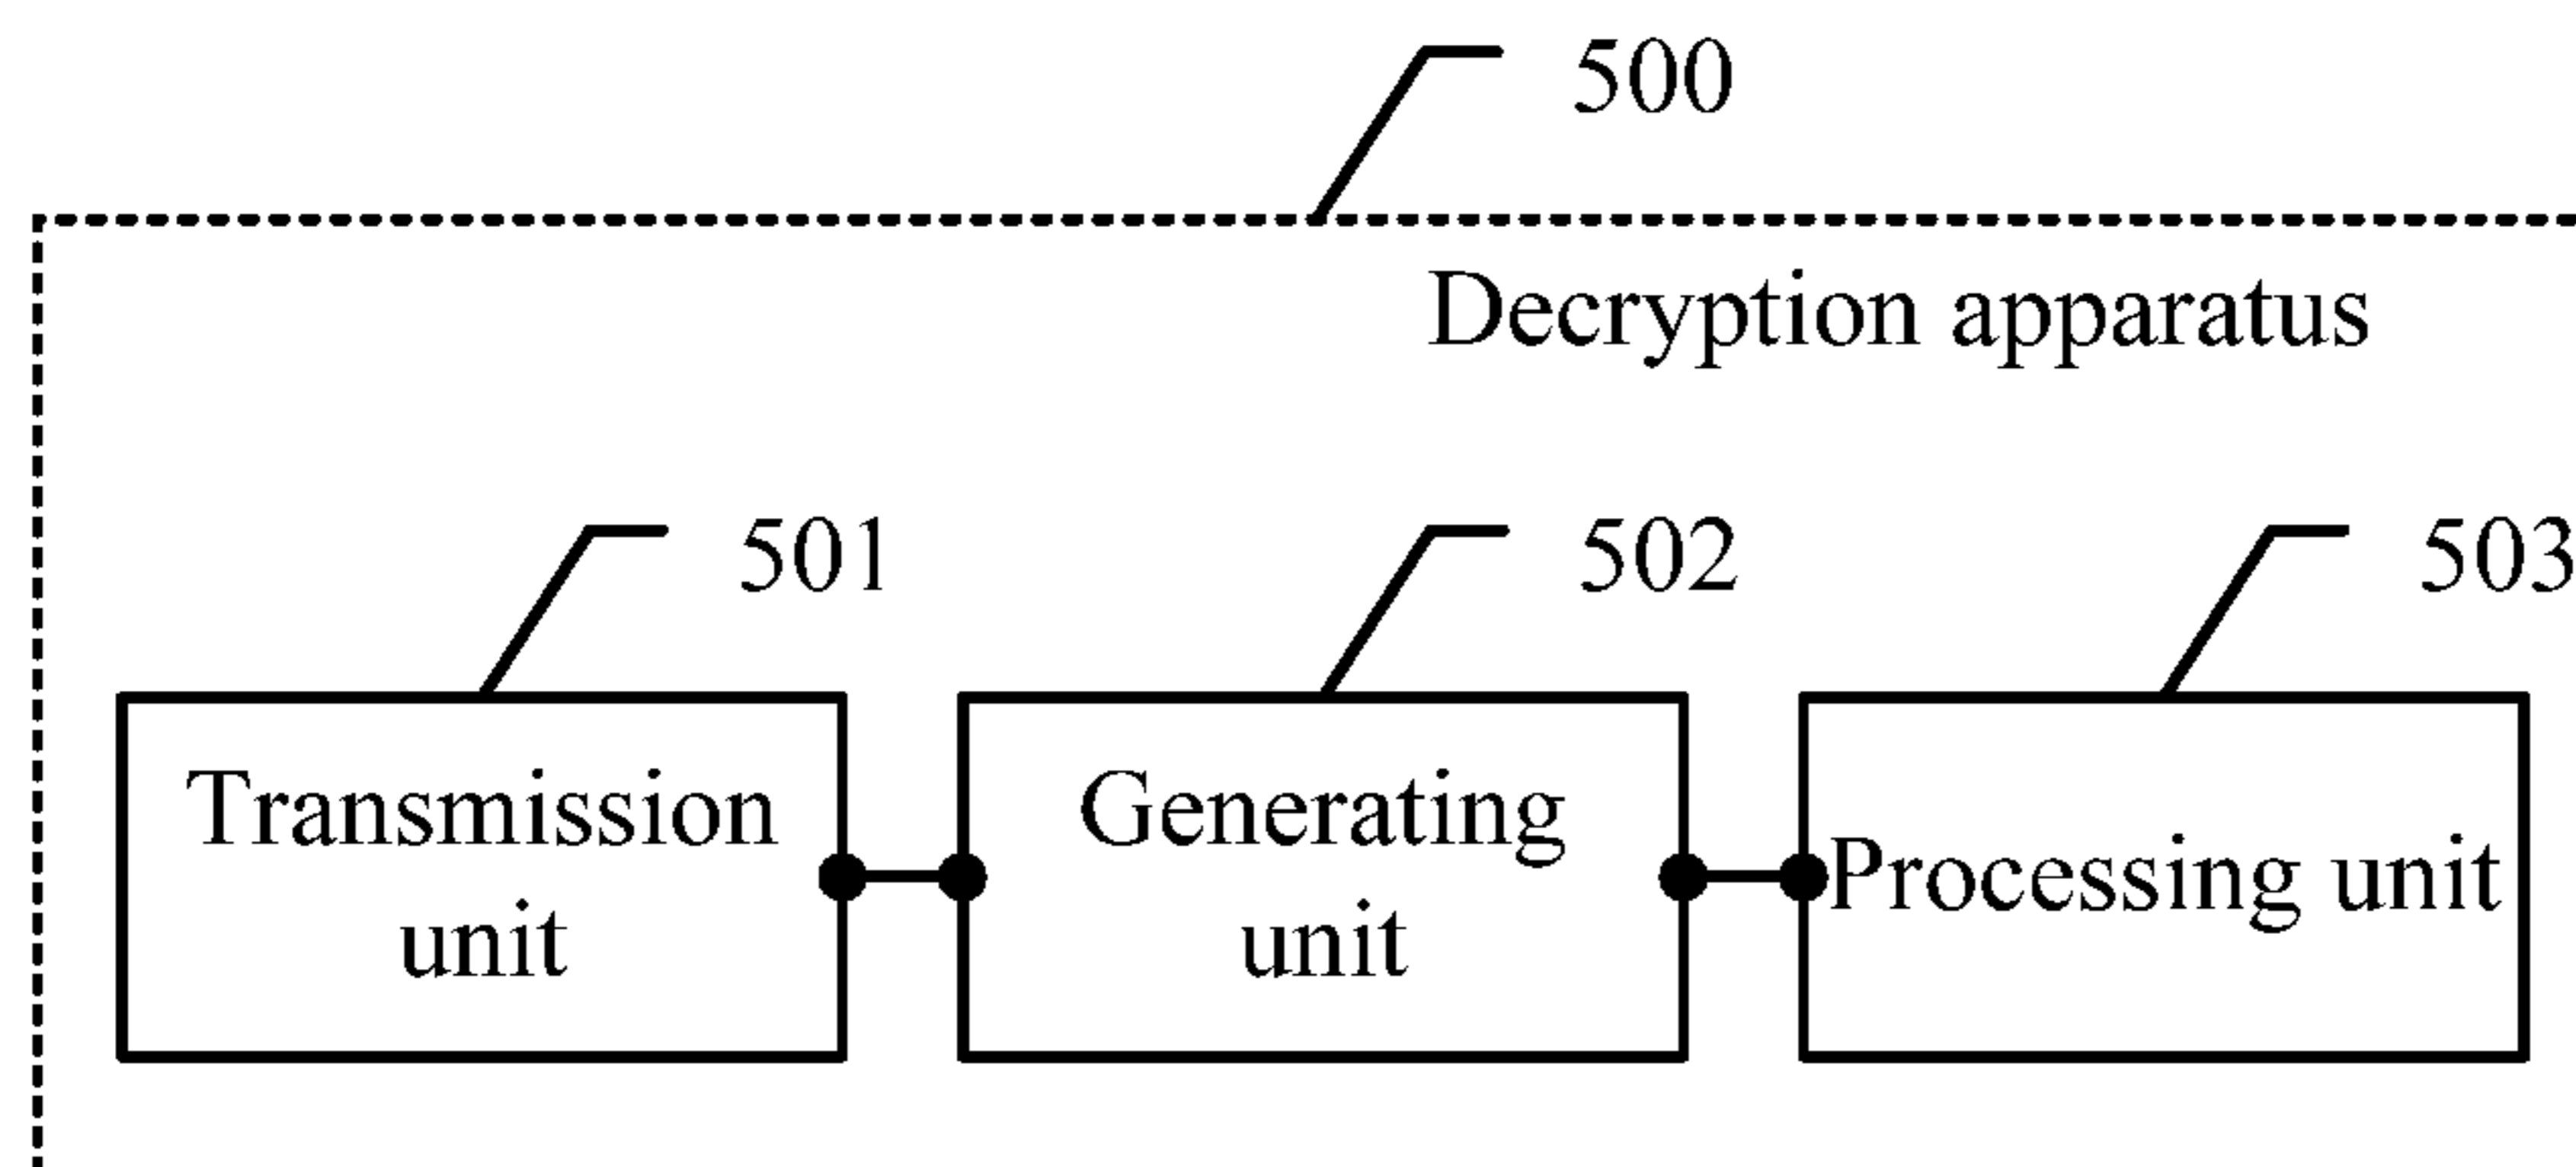 500
Decryption apparatus
501
502
503
Transmission
unit
Generating
unit
Processing unit